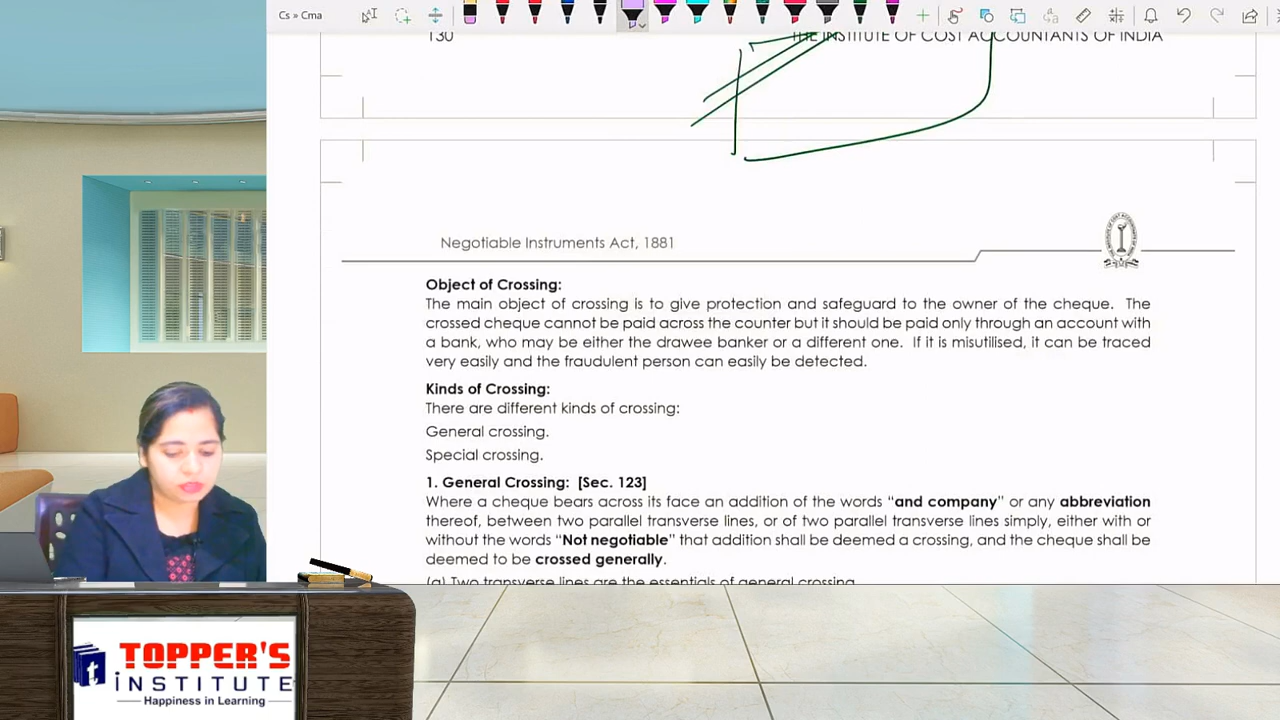 Cs » Cma
130
THE INSTITUTE OF COST ACCOUNTANTS OF INDIA
Negotiable Instruments Act, 1881
Object of Crossing:
The main object of crossing is to give protection and safeguard to the owner of the cheque. The
crossed cheque cannot be paid across the counter but it should be paid only through an account with
a bank, who may be either the drawee banker or a different one. If it is misutilised, it can be traced
very easily and the fraudulent person can easily be detected.
Kinds of Crossing:
There are different kinds of crossing:
General crossing.
Special crossing.
1. General Crossing: [Sec. 123]
Where a cheque bears across its face an addition of the words “and company” or any abbreviation
thereof, between two parallel transverse lines, or of two parallel transverse lines simply, either with or
without the words “Not negotiable” that addition shall be deemed a crossing, and the cheque shall be
deemed to be crossed generally.
(a) Two transverse lines are the essentials of general crossing
t
TOPPER'S
INSTITUTE
Happiness in Learning